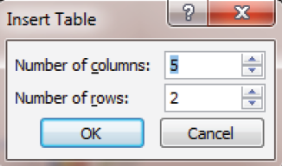 Insert Table
?
X
Number of columns: 5
Number of rows: 2
OK Cancel